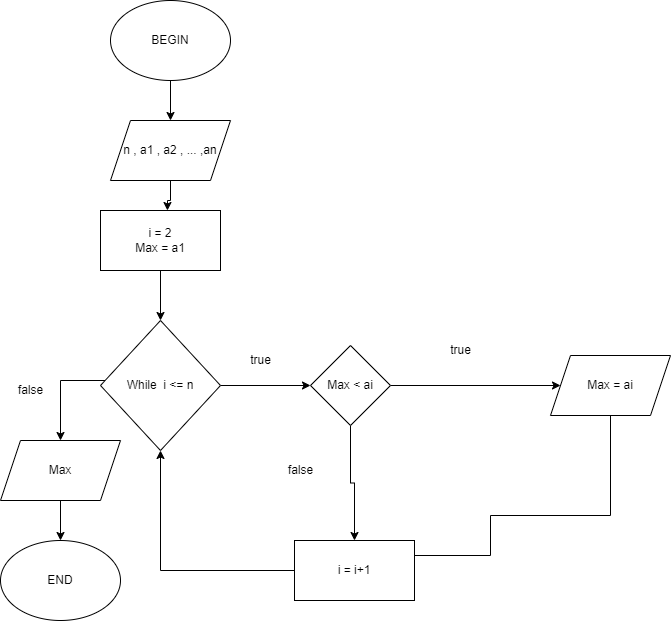 BEGIN
n , a1 , a2 , ... ,an
i = 2
Max = a1
While i <= n
true
Max < ai
true
Max = ai
false
Max
false
i = i+1
END